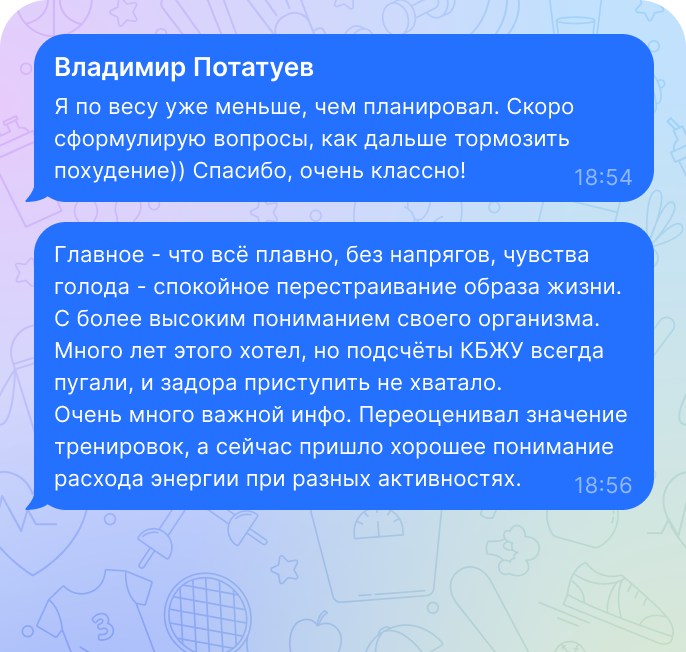 Владимир Потатуев
Я по весу уже меньше, чем планировал. Скоро
сформулирую вопросы, как дальше тормозить
похудение)) Спасибо, очень классно!
18:54
Главное - что всё плавно, без напрягов, чувства
голода - спокойное перестраивание образа жизни.
С более высоким пониманием своего организма.
Много лет этого хотел, но подсчёты КБЖУ всегда
пугали, и задора приступить не хватало.
Очень много важной инфо. Переоценивал значение
тренировок, а сейчас пришло хорошее понимание
расхода энергии при разных активностях.
18:56
3